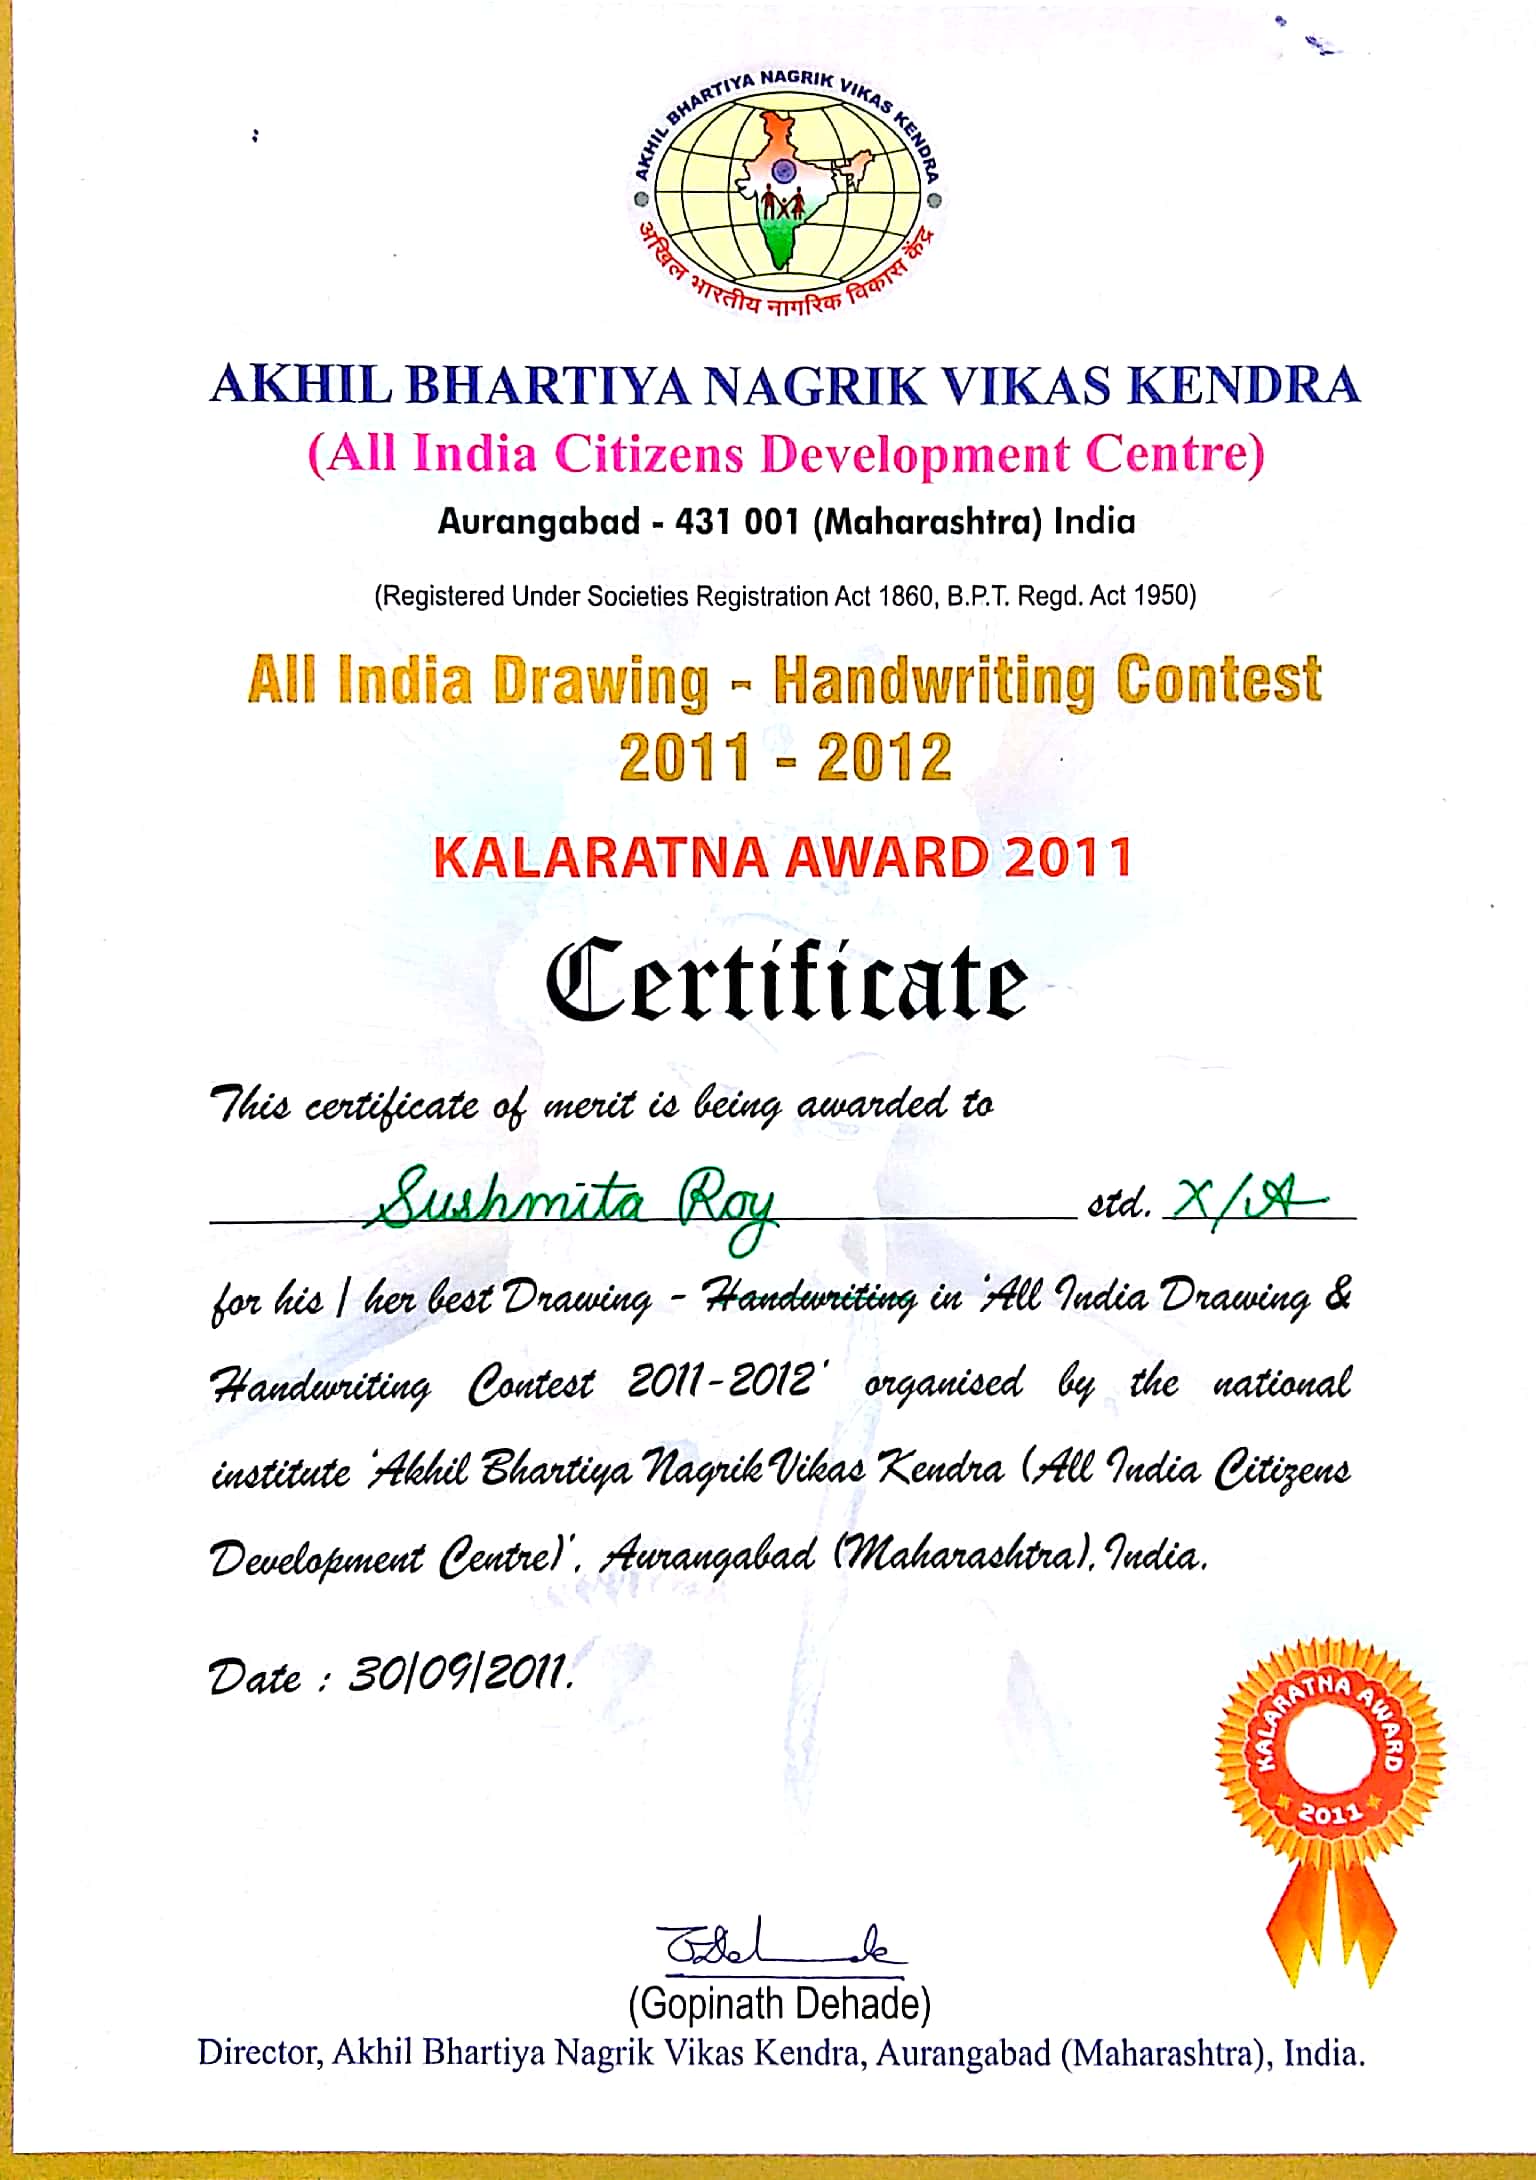 AKHIL BHARTIYA NAGRIK VIKAS KENDRA
अखिल भारतीय नागरिक विकास केंद्र
AKHIL BHARTIYA NAGRIK VIKAS KENDRA
(All India Citizens Development Centre)
Aurangabad - 431 001 (Maharashtra) India
(Registered Under Societies Registration Act 1860, B.P.T. Regd. Act 1950)
All India Drawing - Handwriting Contest
2011 - 2012
KALARATNA AWARD 2011
Certificate
This certificate of merit is being awarded to
Sushmita Roy std. X/A
for his / her best Drawing - Handwriting in 'All India Drawing &
Handwriting Contest 2011-2012' organised by the national
institute 'Akhil Bhartiya Nagrik Vikas Kendra (All India Citizens
Development Centre)', Aurangabad (Maharashtra), India.
Date : 30/09/2011.
KALARATNA AWARD
2011
(Gopinath Dehade)
Director, Akhil Bhartiya Nagrik Vikas Kendra, Aurangabad (Maharashtra), India.